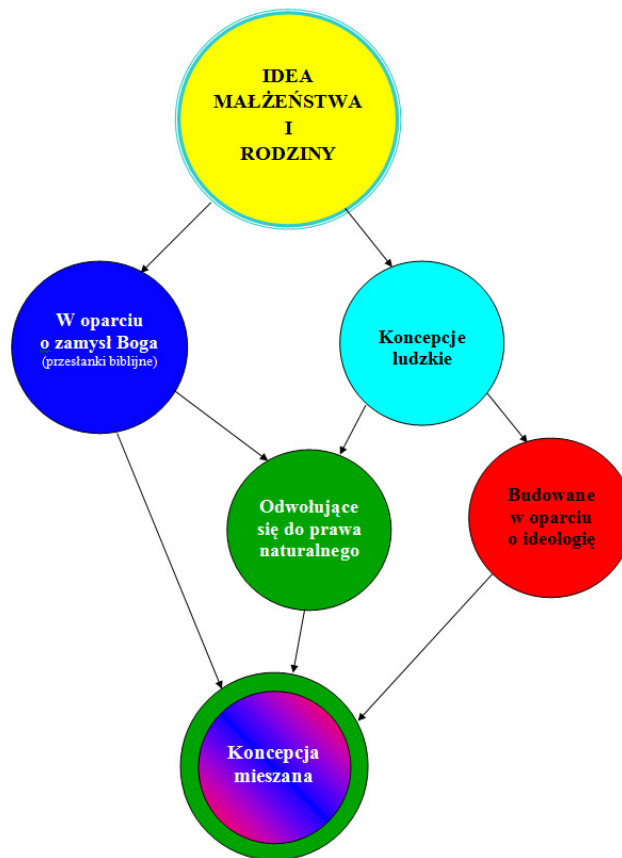 IDEA
MAŁŻEŃSTWA
I
RODZINY
W oparciu
o zamysł Boga
(przesłanki biblijne)
Koncepcje
ludzkie
Odwołujące
się do prawa
naturalnego
Budowane
w oparciu
o ideologię
Koncepcja
mieszana